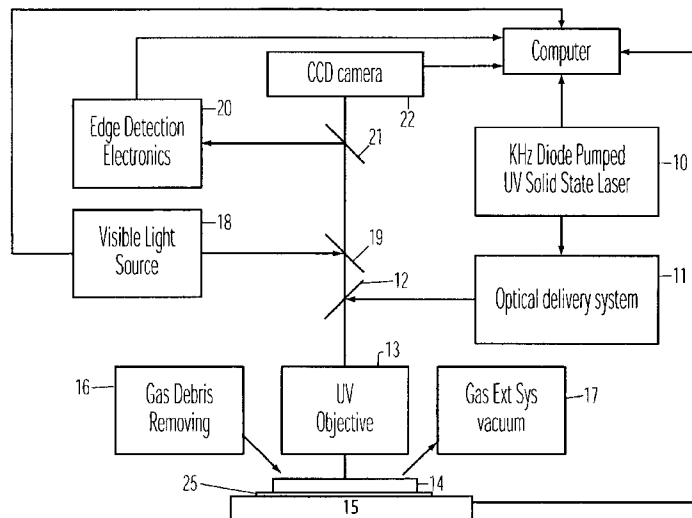 Computer
CCD camera
22
20
Edge Detection
Electronics
21
KHz Diode Pumped
UV Solid State Laser
10
18
Visible Light
Source
19
12
Optical delivery system
11
16
Gas Debris
Removing
13
UV
Objective
Gas Ext Sys
vacuum
17
25
14
15